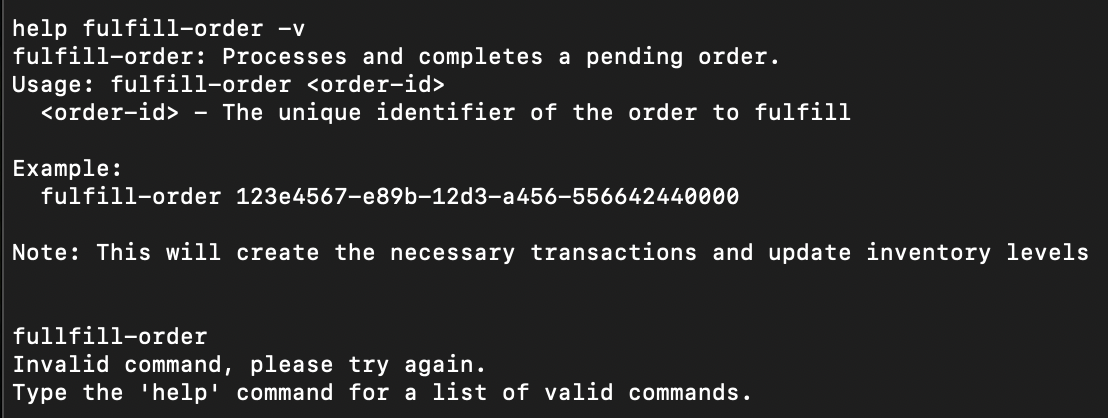 help fulfill-order -v
fulfill-order: Processes and completes a pending order.
Usage: fulfill-order <order-id>
  <order-id> - The unique identifier of the order to fulfill

Example:
  fulfill-order 123e4567-e89b-12d3-a456-556642440000

Note: This will create the necessary transactions and update inventory levels


fullfill-order
Invalid command, please try again.
Type the 'help' command for a list of valid commands.